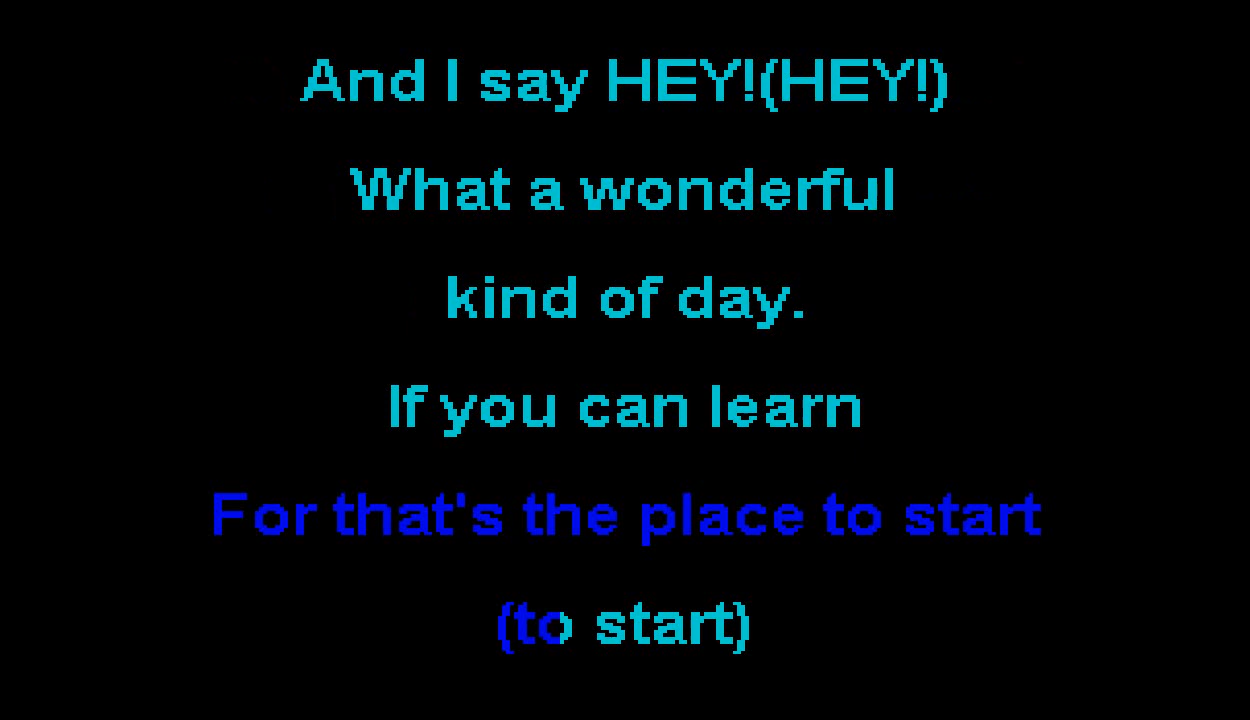 And I say HEY!(HEY!)
What a wonderful
kind of day.
If you can learn
For that's the place to start
(to start)